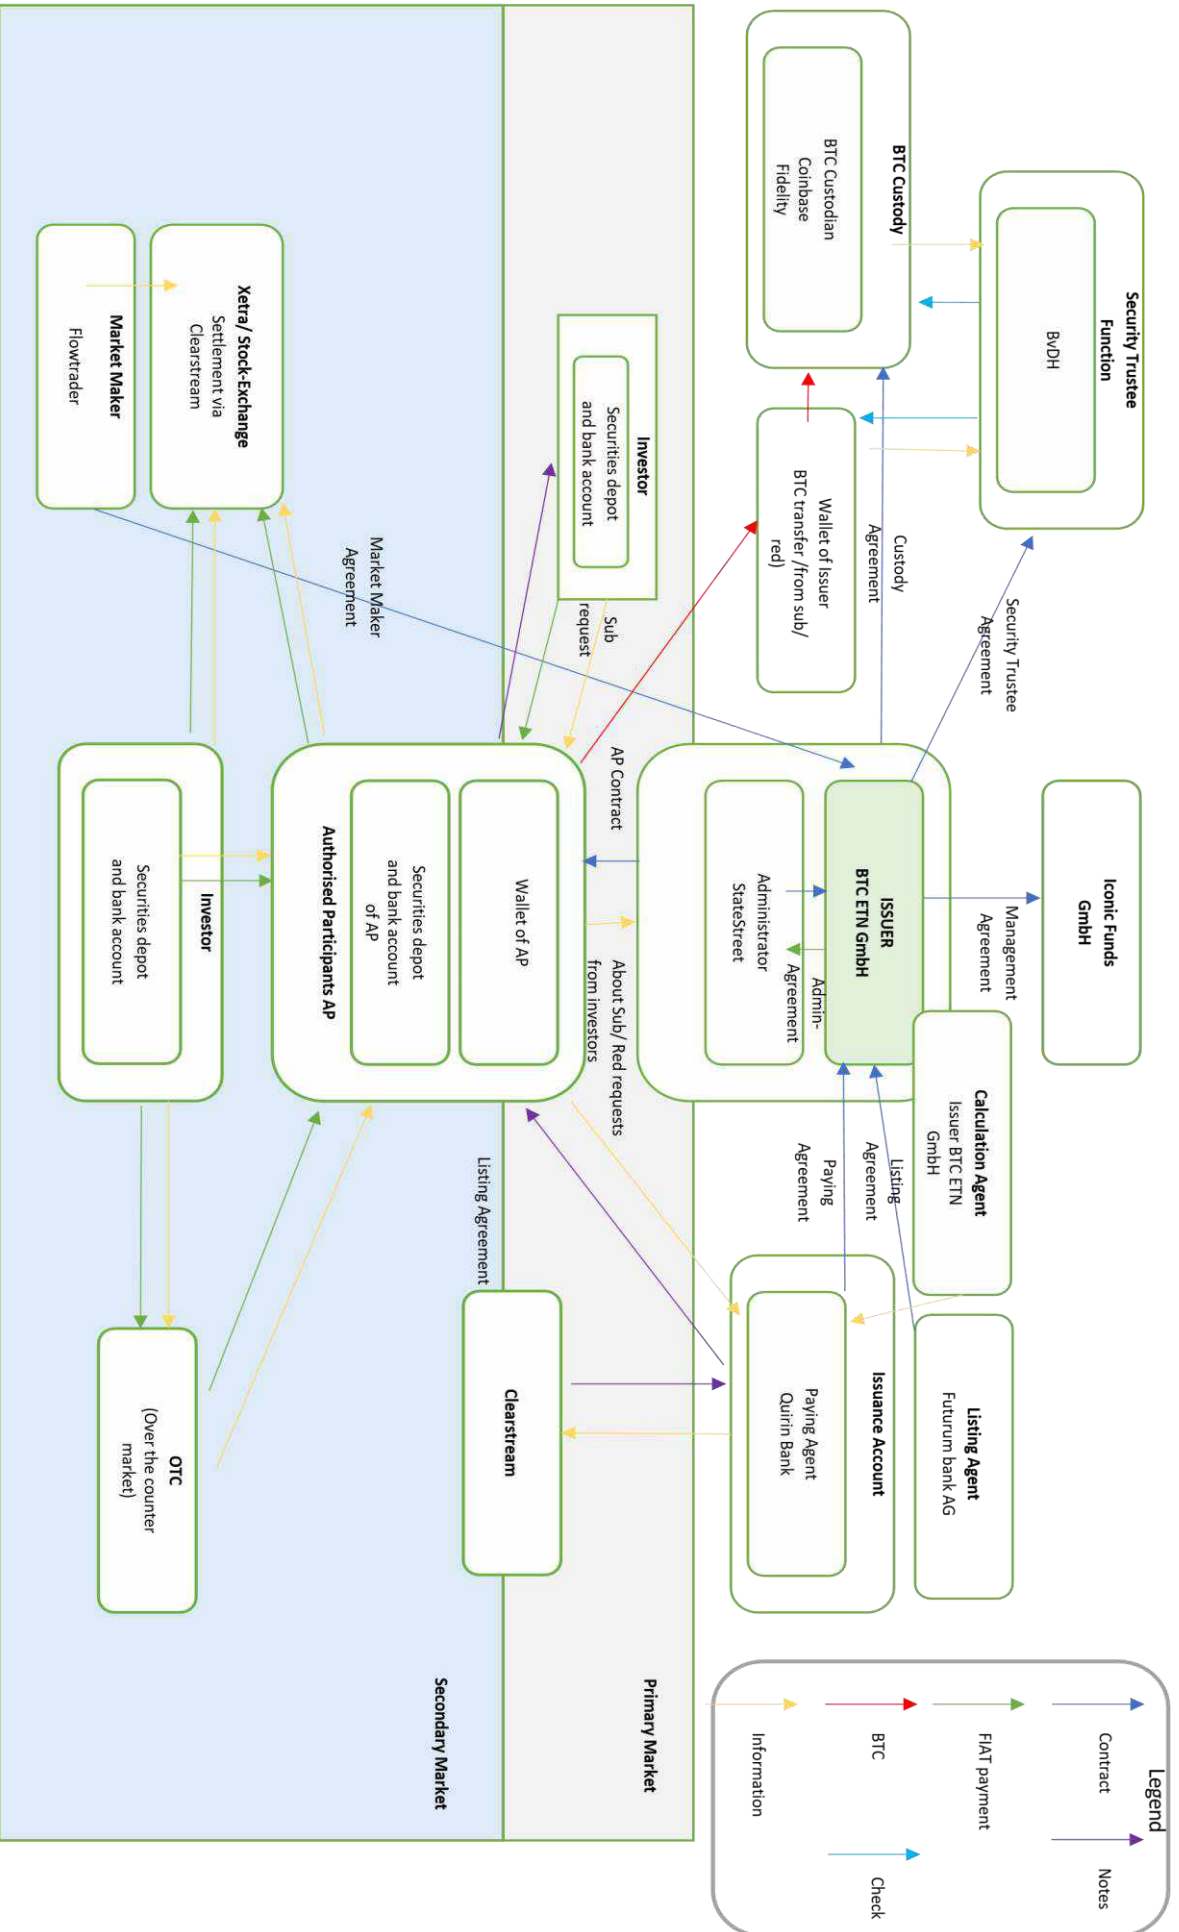 Security Trustee
Function
BvDH
Iconic Funds
GmbH
Management
Agreement
Security Trustee
Agreement
BTC Custody
BTC Custodian
Coinbase
Fidelity
Custody
Agreement
Wallet of Issuer
BTC transfer /from sub/
red)
ISSUER
BTC ETN GmbH
Admin-
Agreement
Administrator
StateStreet
Calculation Agent
Issuer BTC ETN
GmbH
Listing Agent
Futurum bank AG
Listing
Agreement
Paying
Agreement
Issuance Account
Paying Agent
Quirin Bank
Legend
Contract
Notes
FIAT payment
BTC
Check
Information
Primary Market
Investor
Securities depot
and bank account
Sub
request
AP Contract
About Sub/ Red requests
from investors
Wallet of AP
Securities depot
and bank account
of AP
Authorised Participants AP
Listing Agreement
Clearstream
Secondary Market
Market Maker
Agreement
Xetra/ Stock-Exchange
Settlement via
Clearstream
Market Maker
Flowtrader
Investor
Securities depot
and bank account
OTC
(Over the counter
market)